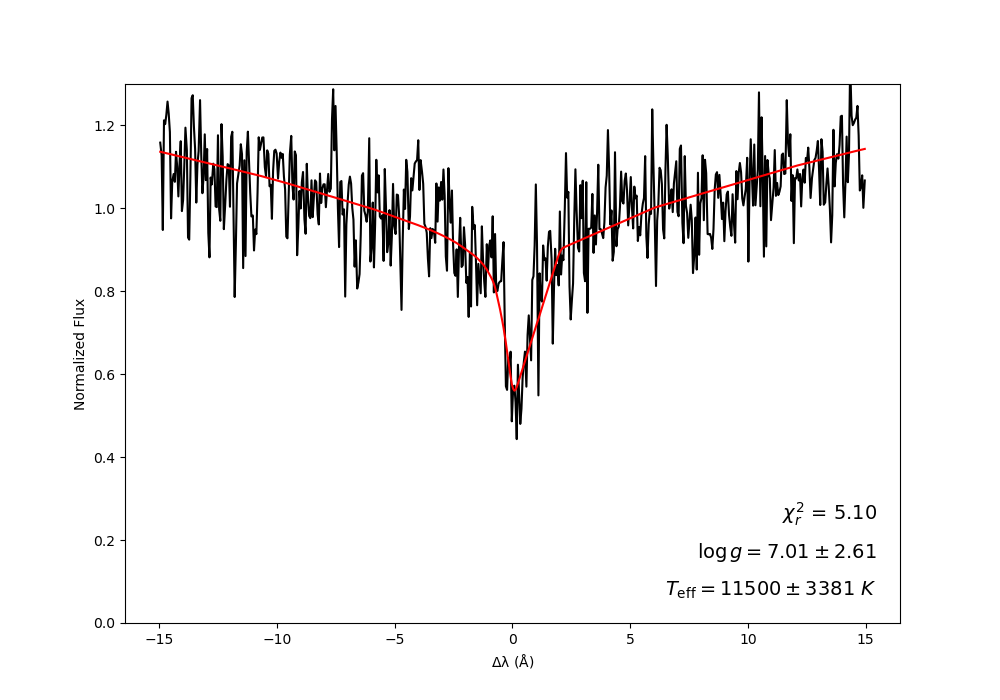 1.2
1.0
0.8
0.6
0.4
0.2
0.0
Normalized Flux
χ²ᵣ = 5.10
log g = 7.01 ± 2.61
T_eff = 11500 ± 3381 K
−15 −10 −5 0 5 10 15
Δλ (Å)